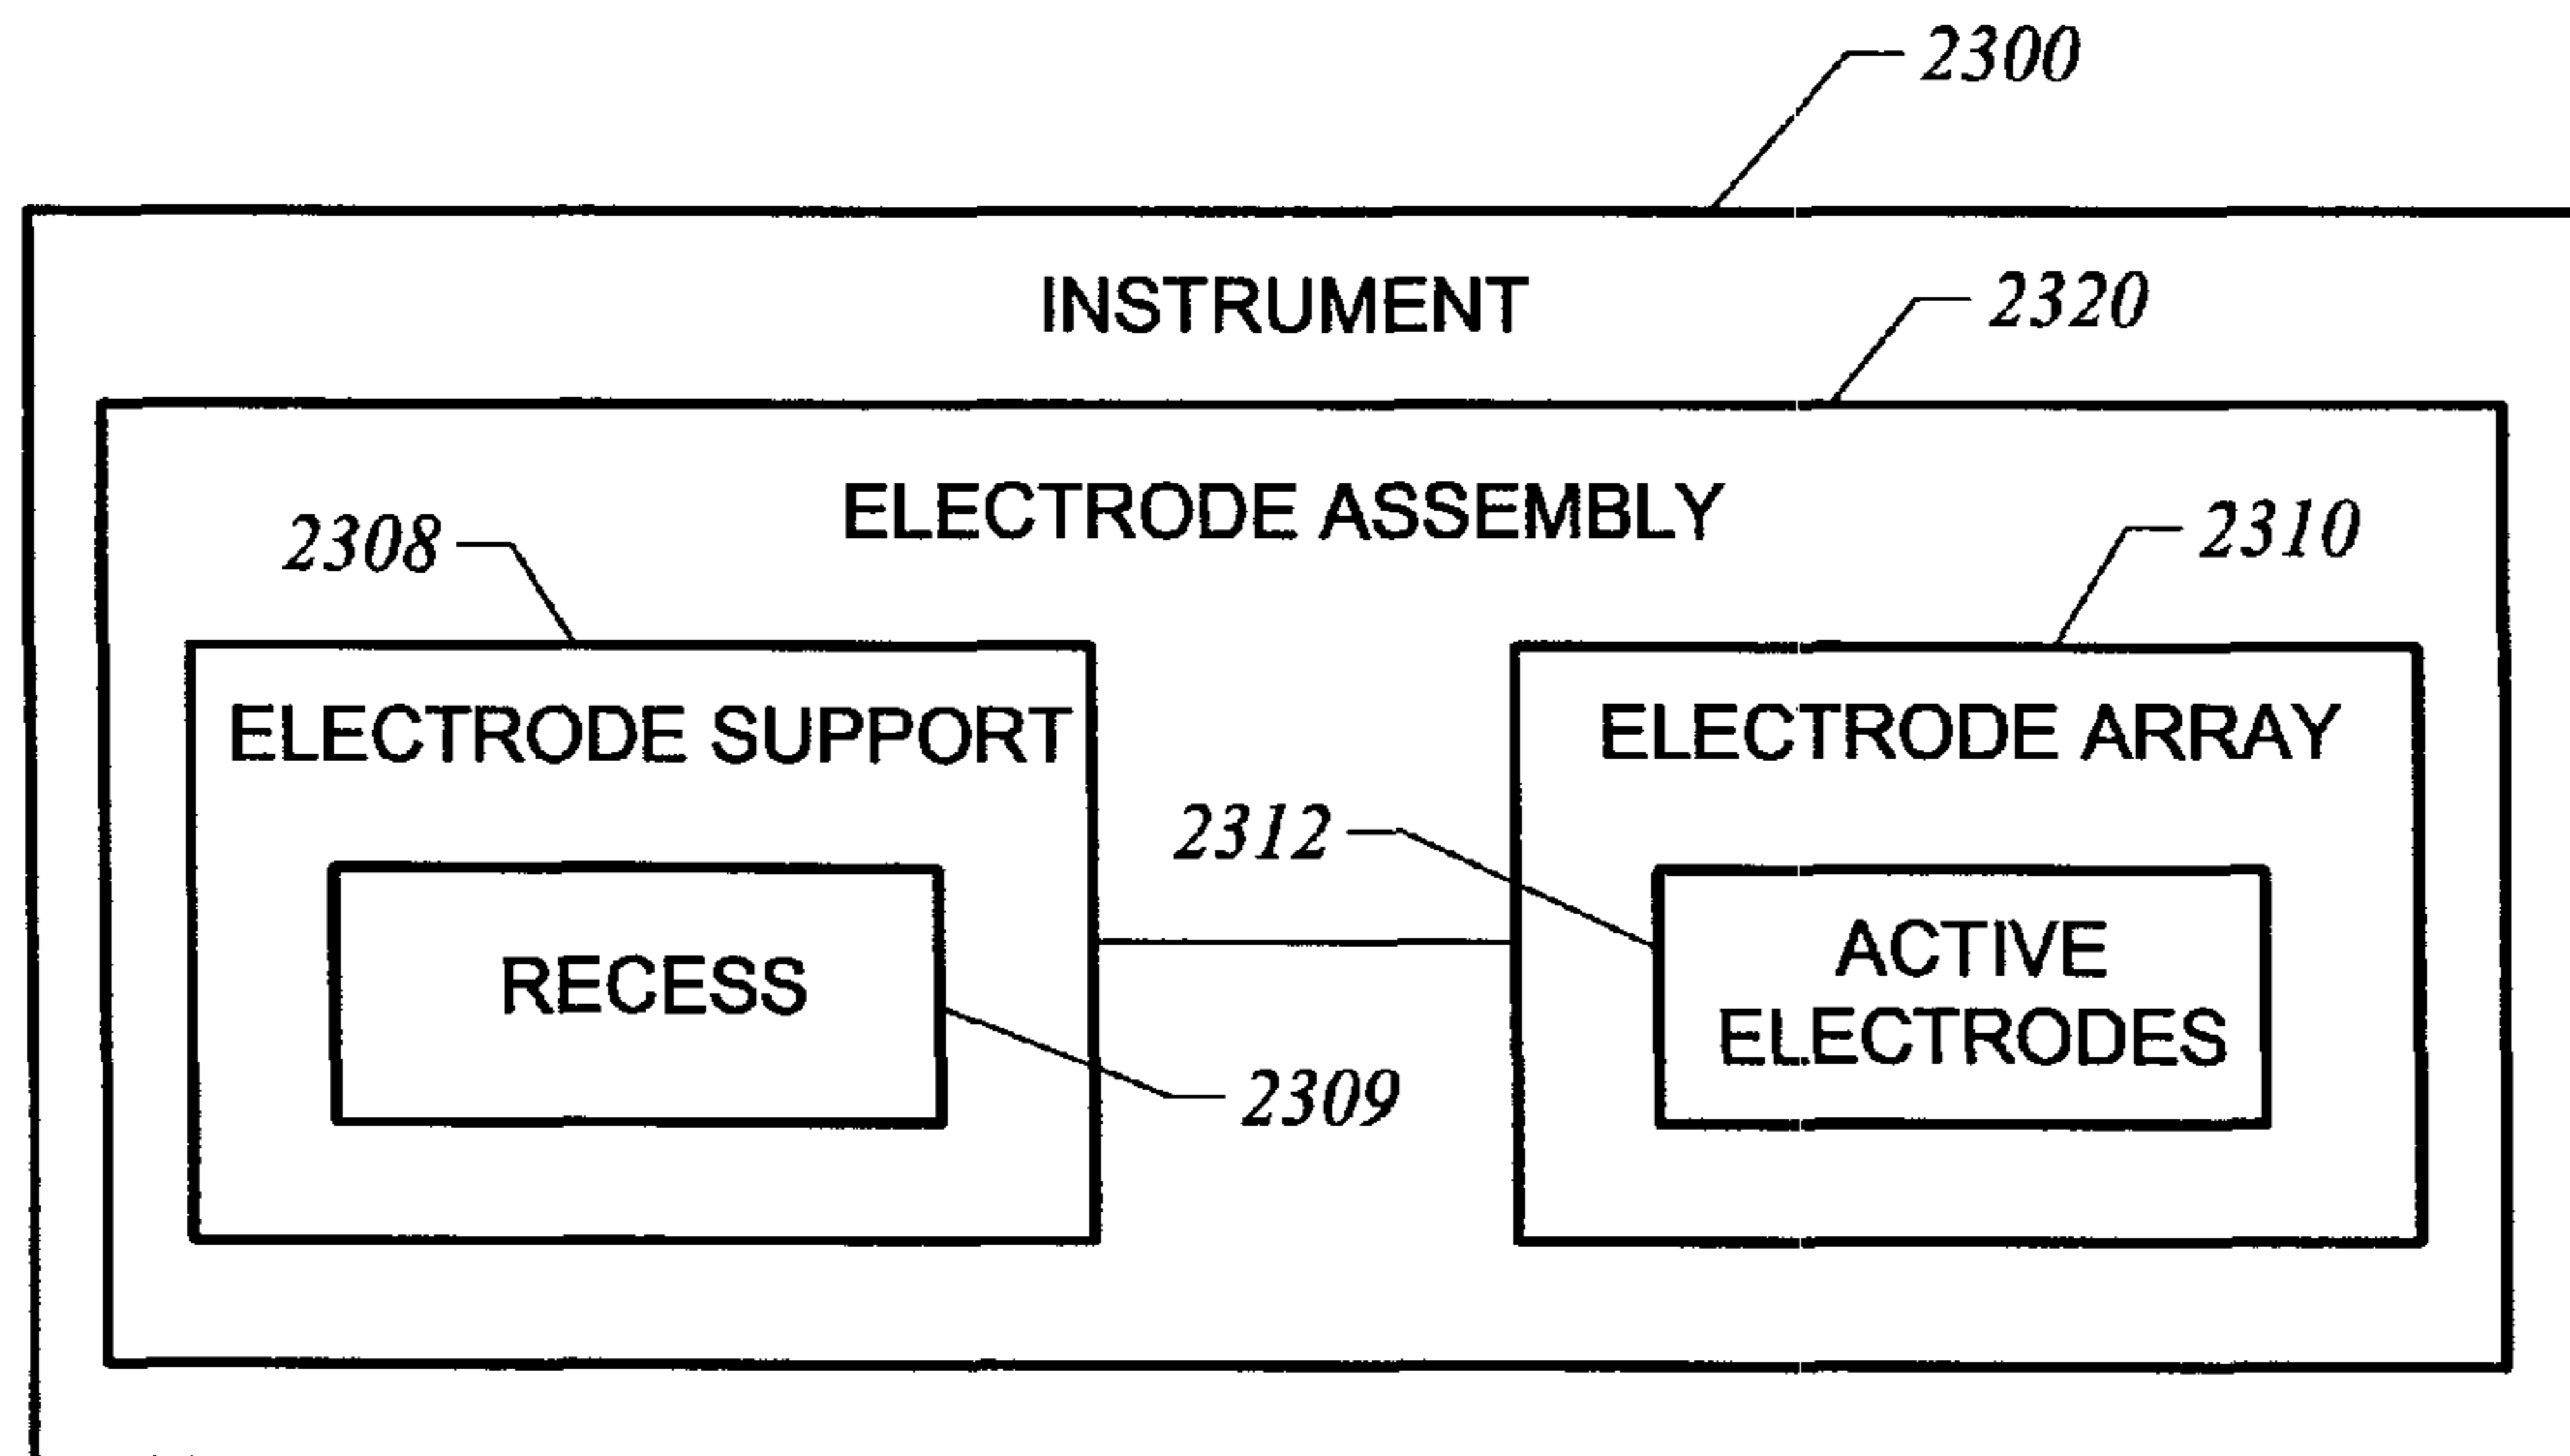 2300
INSTRUMENT
2320
ELECTRODE ASSEMBLY
2308
2310
ELECTRODE SUPPORT
ELECTRODE ARRAY
2312
RECESS
ACTIVE
ELECTRODES
2309